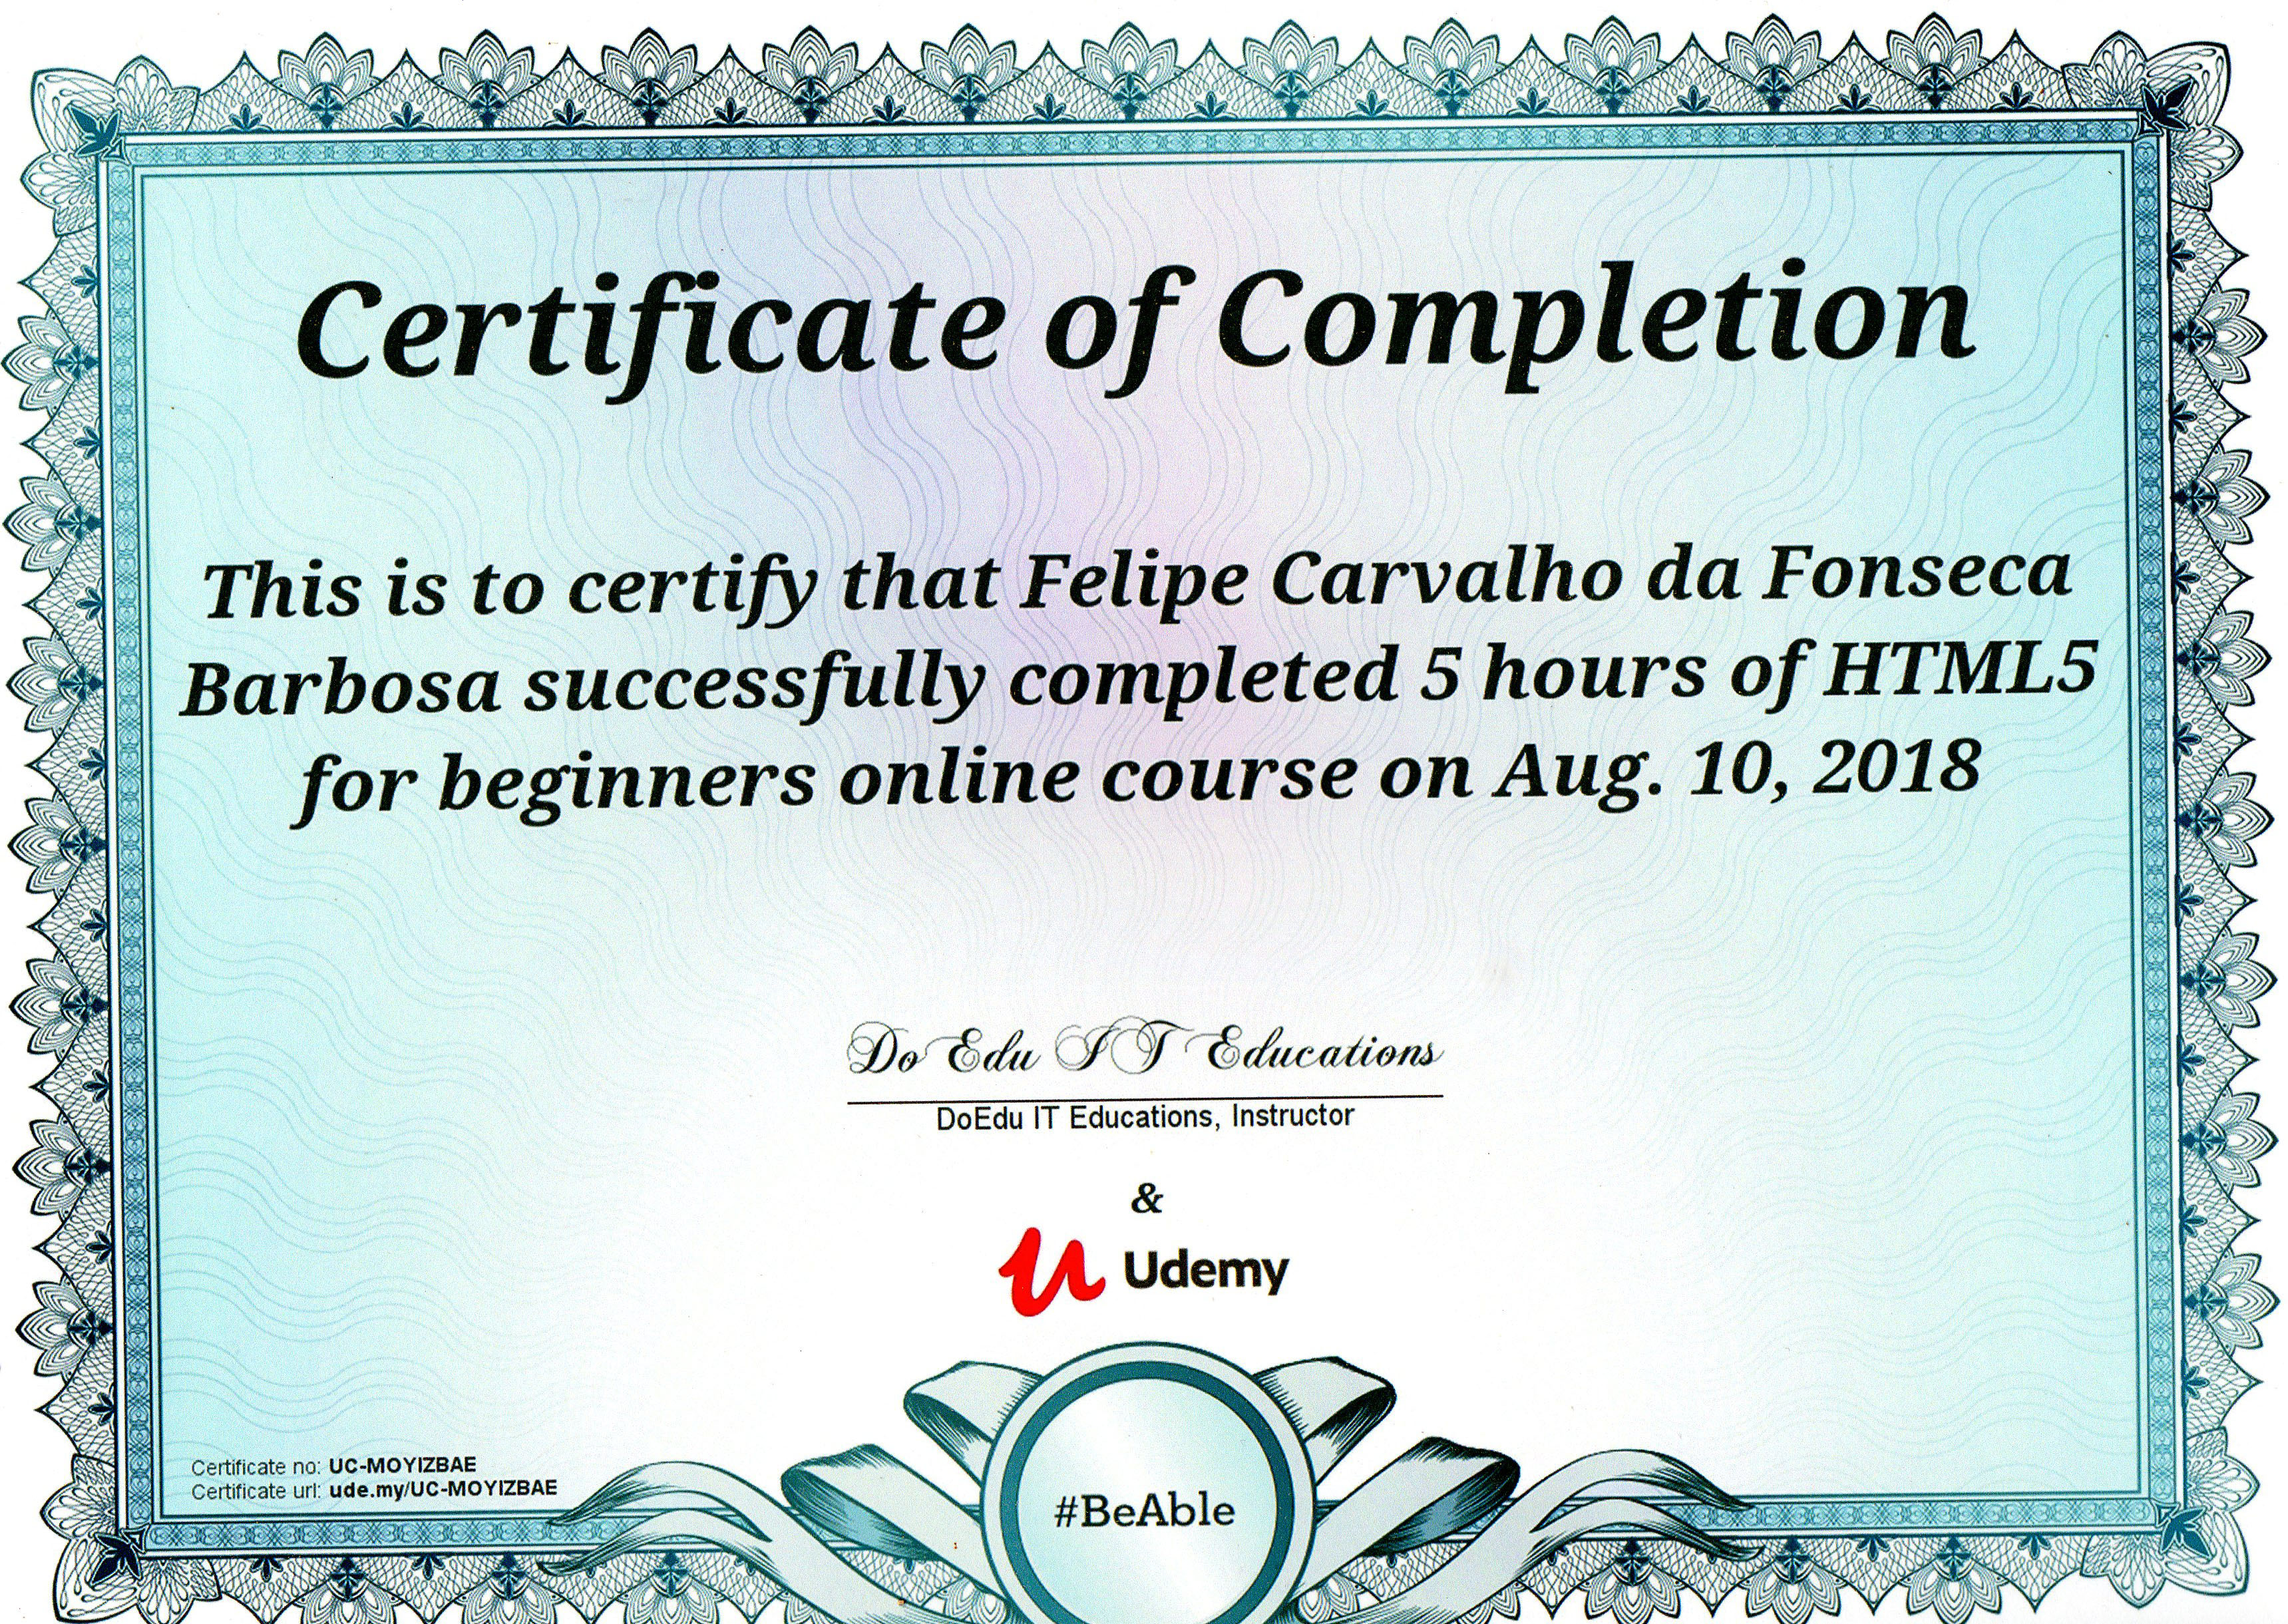 Certificate of Completion
This is to certify that Felipe Carvalho da Fonseca
Barbosa successfully completed 5 hours of HTML5
for beginners online course on Aug. 10, 2018
Do Edu IT Educations
DoEdu IT Educations, Instructor
&
Udemy
Certificate no: UC-MOYIZBAE
Certificate url: ude.my/UC-MOYIZBAE
#BeAble